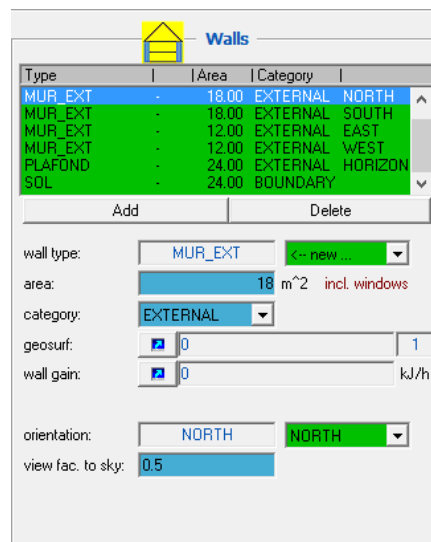 Walls
Type | | Area | Category |
MUR_EXT - 18.00 EXTERNAL NORTH
MUR_EXT - 18.00 EXTERNAL SOUTH
MUR_EXT - 12.00 EXTERNAL EAST
MUR_EXT - 12.00 EXTERNAL WEST
PLAFOND - 24.00 EXTERNAL HORIZON
SOL - 24.00 BOUNDARY
Add Delete
wall type: MUR_EXT <-- new ...
area: 18 m^2 incl. windows
category: EXTERNAL
geosurf: 0 1
wall gain: 0 kJ/h
orientation: NORTH NORTH
view fac. to sky: 0.5